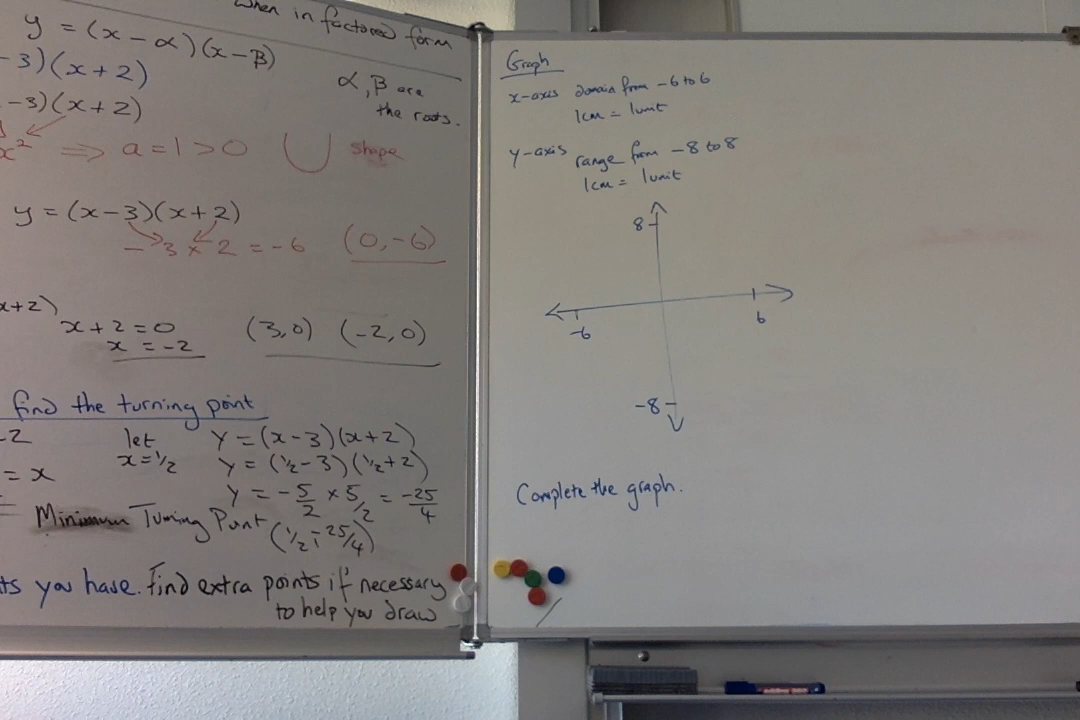 when in factored form
y = (x - α)(x - β)
-3)(x + 2)
α, β are
the roots.
-3)(x + 2)
x² ⇒ a = 1 > 0 shape
y = (x - 3)(x + 2)
-3 × 2 = -6 (0, -6)
x+2)
x + 2 = 0 (3, 0) (-2, 0)
x = -2
find the turning point
-2 let y = (x - 3)(x + 2)
= x x = 1/2 y = (1/2 - 3)(1/2 + 2)
y = -5/2 × 5/2 = -25/4
Minimum Turning Point
(1/2, -25/4)
ts you have. Find extra points if necessary
to help you draw
Graph
x-axis domain from -6 to 6
1cm = 1unit
y-axis range from -8 to 8
1cm = 1unit
8
-6 6
-8
Complete the graph.